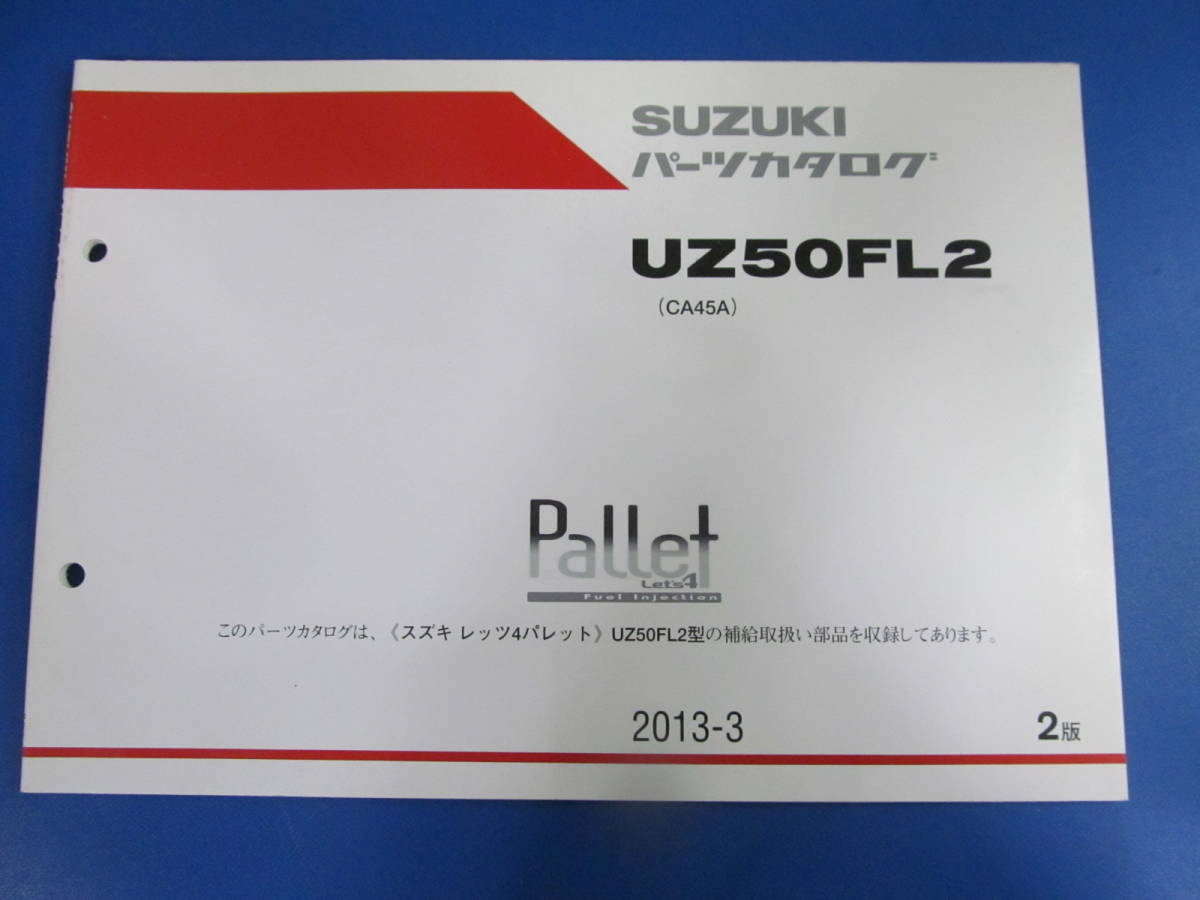 SUZUKI
パーツカタログ
UZ50FL2
(CA45A)
Pallet
Let's4
Fuel Injection
このパーツカタログは、《スズキ レッツ4パレット》UZ50FL2型の補給取扱い部品を収録してあります。
2013-3
2版